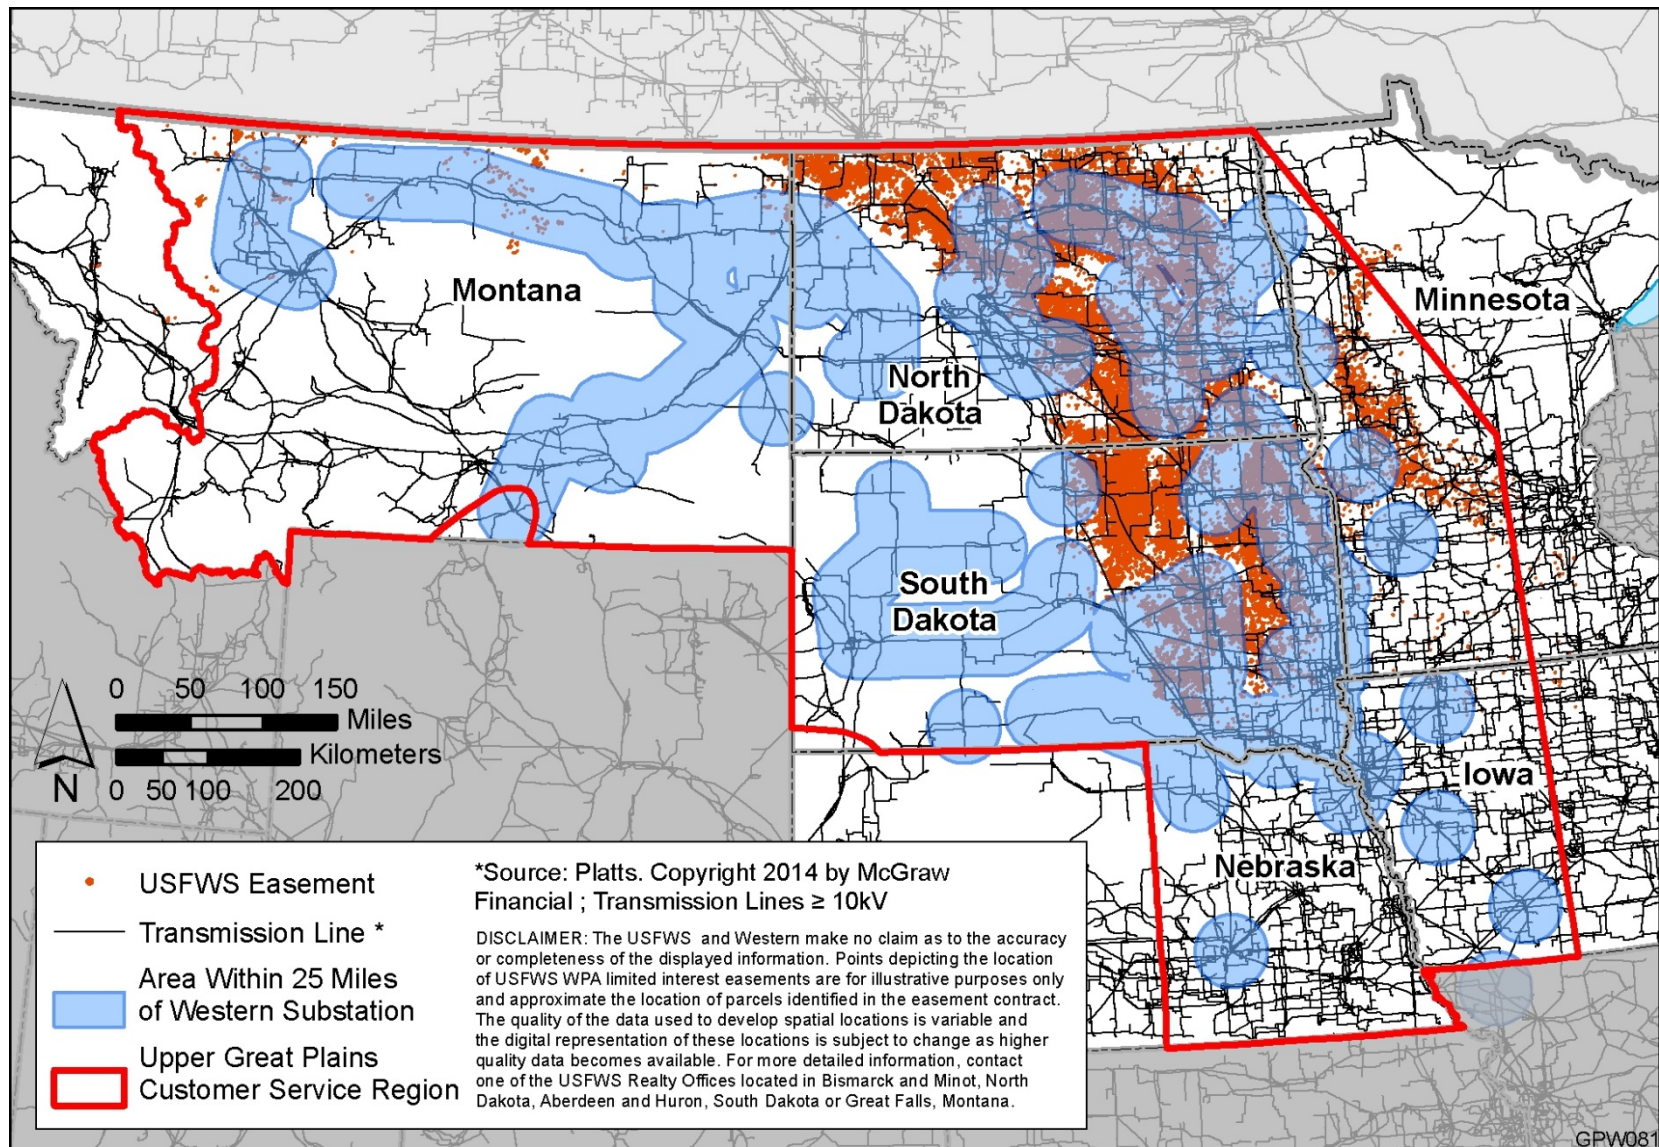 Montana
Minnesota
North
Dakota
South
Dakota
Iowa
Nebraska
0 50 100 150
Miles
Kilometers
0 50 100 200
N
USFWS Easement
Transmission Line *
Area Within 25 Miles
of Western Substation
Upper Great Plains
Customer Service Region
*Source: Platts. Copyright 2014 by McGraw
Financial ; Transmission Lines ≥ 10kV
DISCLAIMER: The USFWS and Western make no claim as to the accuracy
or completeness of the displayed information. Points depicting the location
of USFWS WPA limited interest easements are for illustrative purposes only
and approximate the location of parcels identified in the easement contract.
The quality of the data used to develop spatial locations is variable and
the digital representation of these locations is subject to change as higher
quality data becomes available. For more detailed information, contact
one of the USFWS Realty Offices located in Bismarck and Minot, North
Dakota, Aberdeen and Huron, South Dakota or Great Falls, Montana.
GPW081